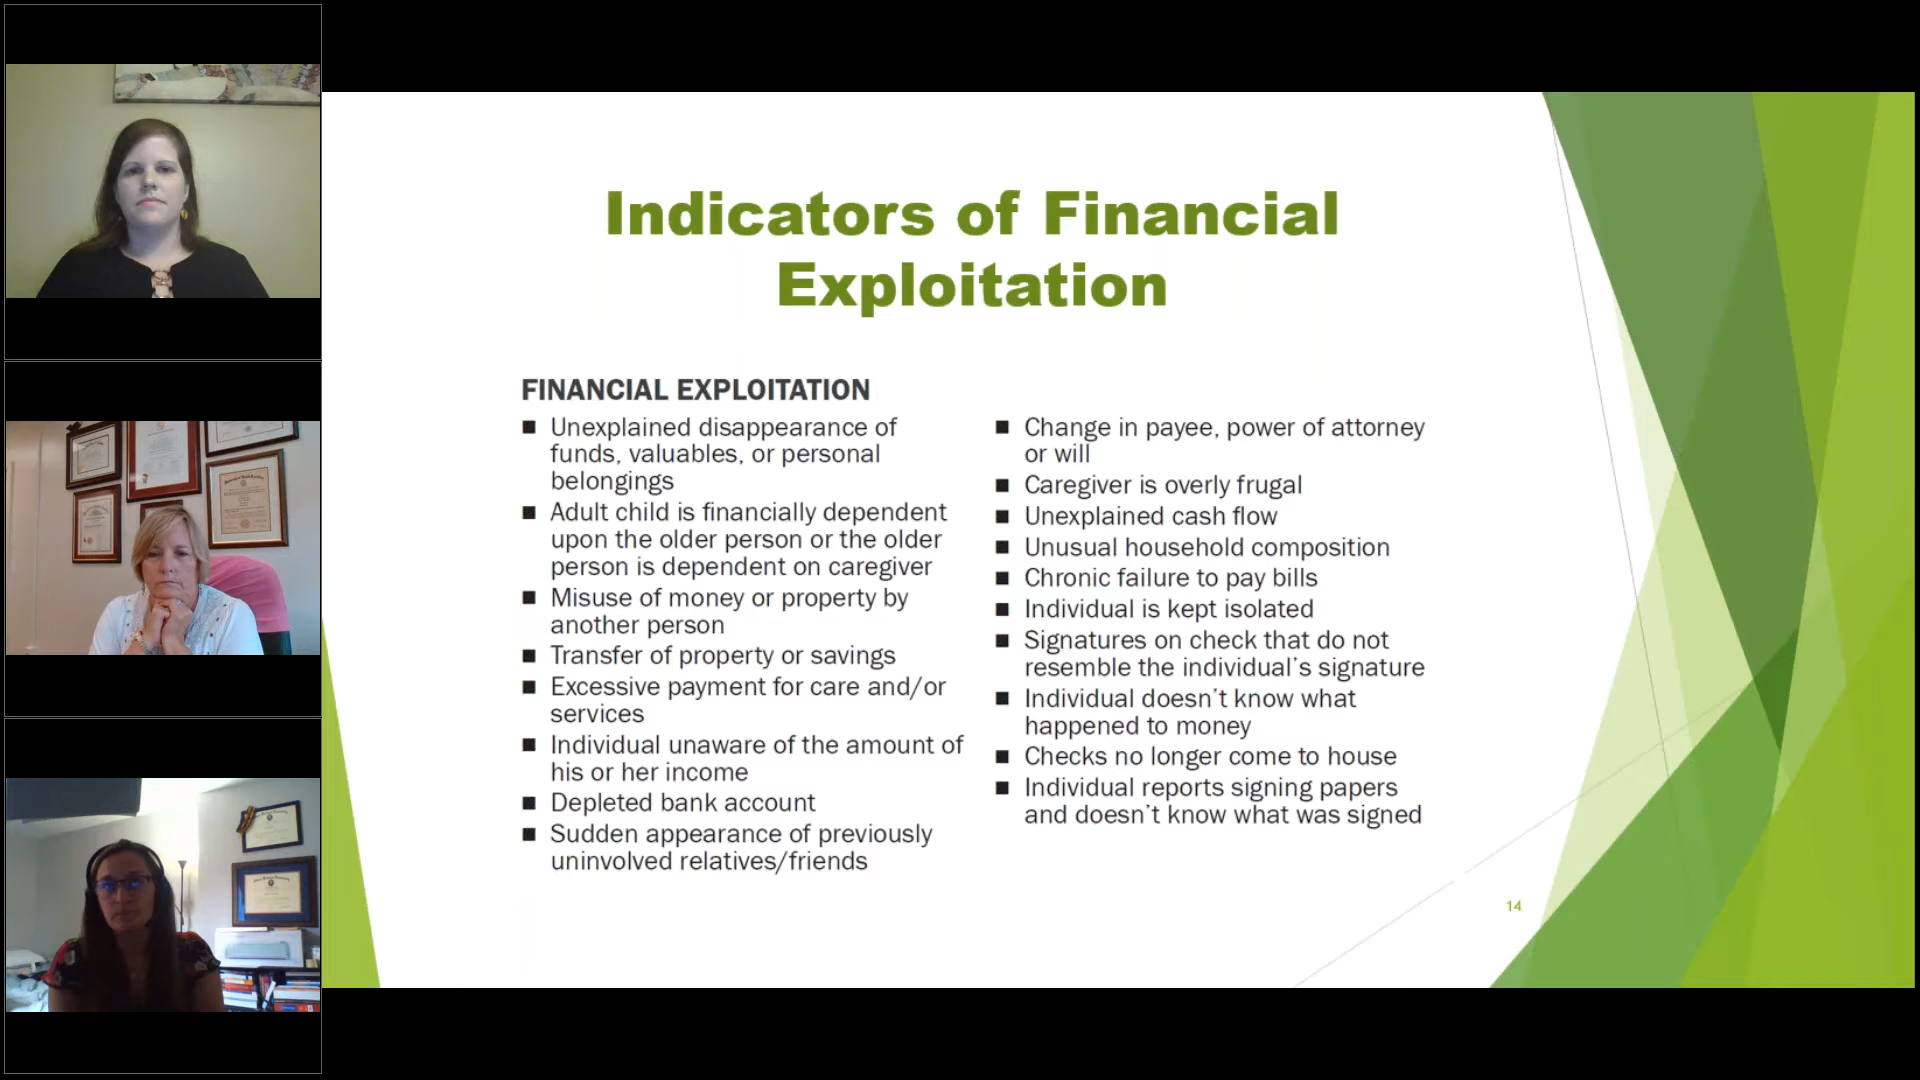 Indicators of Financial
Exploitation
FINANCIAL EXPLOITATION
■ Unexplained disappearance of
funds, valuables, or personal
belongings
■ Adult child is financially dependent
upon the older person or the older
person is dependent on caregiver
■ Misuse of money or property by
another person
■ Transfer of property or savings
■ Excessive payment for care and/or
services
■ Individual unaware of the amount of
his or her income
■ Depleted bank account
■ Sudden appearance of previously
uninvolved relatives/friends
■ Change in payee, power of attorney
or will
■ Caregiver is overly frugal
■ Unexplained cash flow
■ Unusual household composition
■ Chronic failure to pay bills
■ Individual is kept isolated
■ Signatures on check that do not
resemble the individual’s signature
■ Individual doesn’t know what
happened to money
■ Checks no longer come to house
■ Individual reports signing papers
and doesn’t know what was signed
14